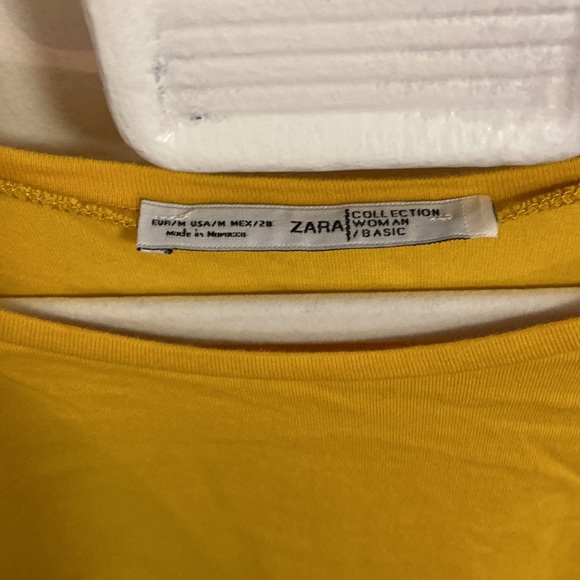 EUR/M USA/M MEX/28
Made in Morocco
ZARA
COLLECTION
WOMAN
/BASIC